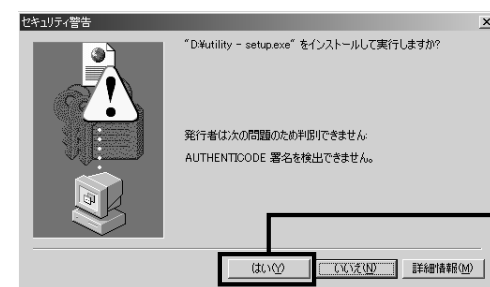 セキュリティ警告
"D:¥utility - setup.exe" をインストールして実行しますか?
発行者は次の問題のため判別できません:
AUTHENTICODE 署名を検出できません。
はい(Y) いいえ(N) 詳細情報(M)